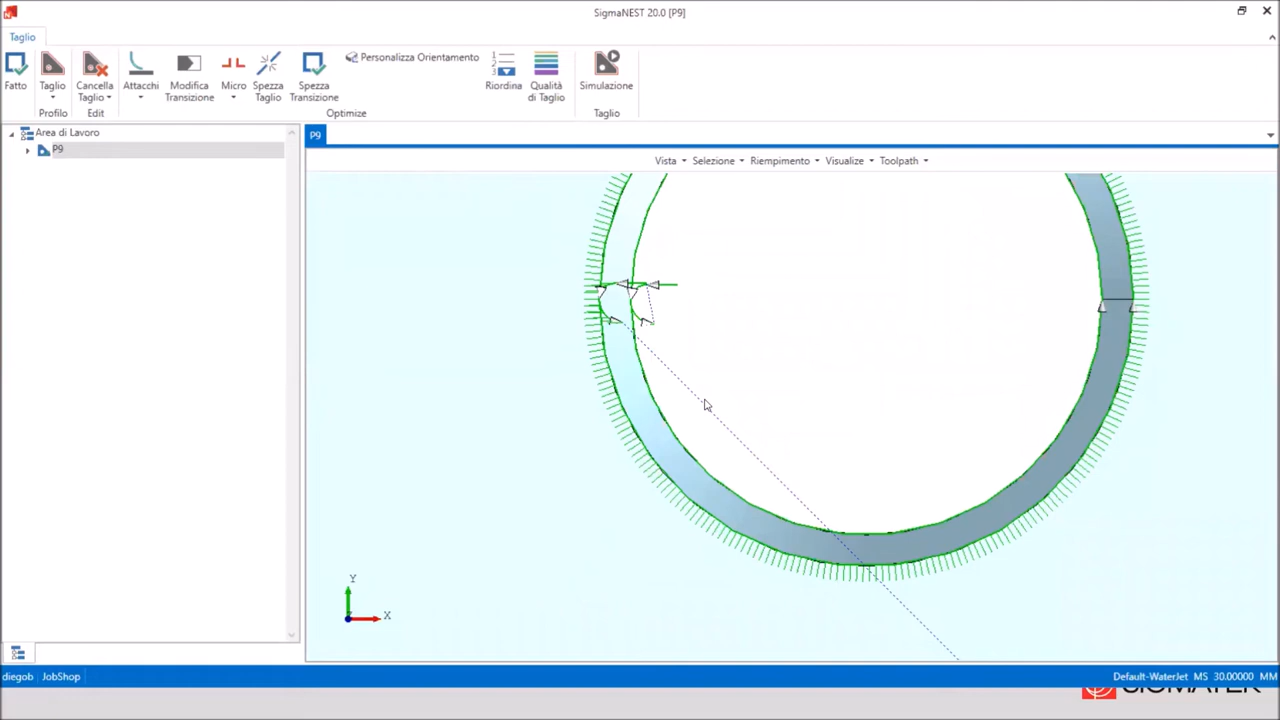 SigmaNEST 20.0 [P9]
Taglio
Fatto
Taglio
Cancella Taglio
Attacchi
Modifica Transizione
Micro
Spezza Taglio
Spezza Transizione
Personalizza Orientamento
Riordina
Qualità di Taglio
Simulazione
Profilo
Edit
Optimize
Taglio
Area di Lavoro
P9
P9
Vista
Selezione
Riempimento
Visualize
Toolpath
Y
X
diegob
JobShop
Default-WaterJet MS 30.00000 MM